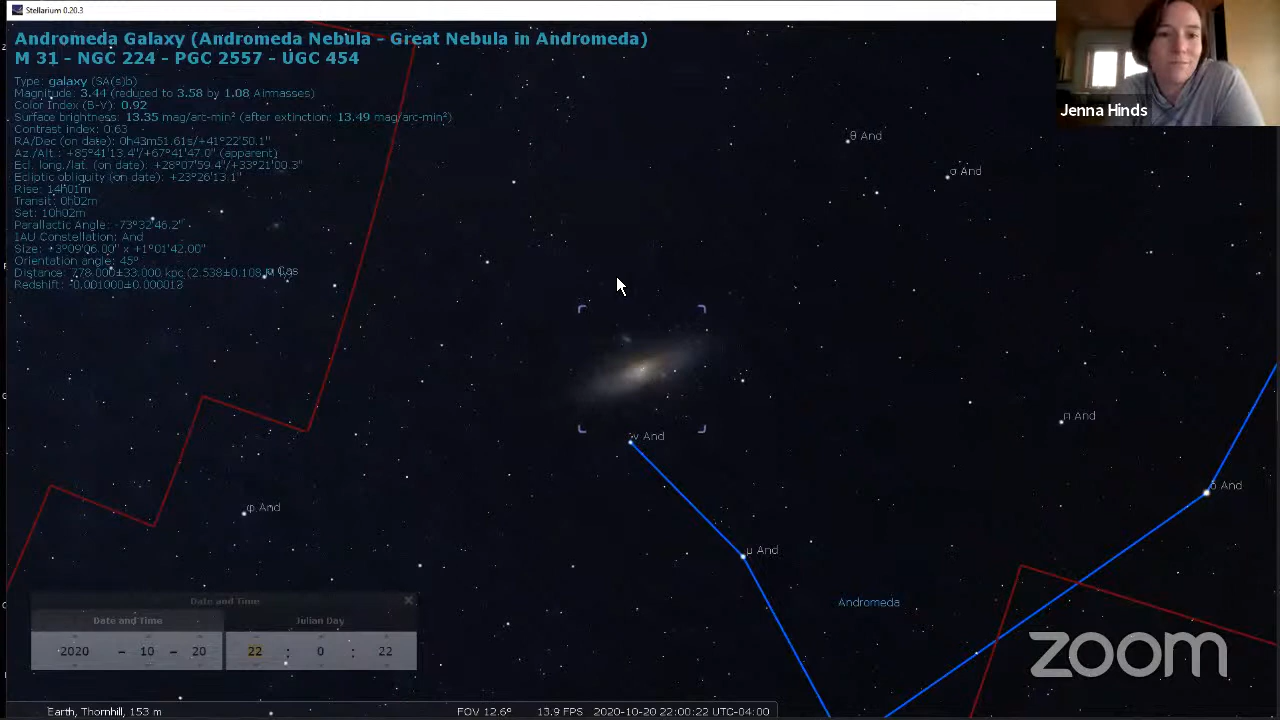 Stellarium 0.20.3
Andromeda Galaxy (Andromeda Nebula - Great Nebula in Andromeda)
M 31 - NGC 224 - PGC 2557 - UGC 454
Type: galaxy (SA(s)b)
Magnitude: 3.44 (reduced to 3.58 by 1.08 Airmasses)
Color Index (B-V): 0.92
Surface brightness: 13.35 mag/arc-min² (after extinction: 13.49 mag/arc-min²)
Contrast index: 0.63
RA/Dec (on date): 0h43m51.61s/+41°22'50.1"
Az./Alt.: +85°41'13.4"/+67°41'47.0" (apparent)
Ecl. long./lat. (on date): +28°07'59.4"/+33°21'00.3"
Ecliptic obliquity (on date): +23°26'13.1"
Rise: 14h01m
Transit: 0h02m
Set: 10h02m
Parallactic Angle: -73°32'46.2"
IAU Constellation: And
Size: +3°09'06.00" x +1°01'42.00"
Orientation angle: 45°
Distance: 778.000±33.000 kpc (2.538±0.108
Redshift: -0.001000±0.000013
Cas
Jenna Hinds
θ And
σ And
π And
ν And
δ And
φ And
μ And
Andromeda
Date and Time
Date and Time
Julian Day
2020 - 10 - 20 22 : 0 : 22
zoom
Earth, Thornhill, 153 m FOV 12.6° 13.9 FPS 2020-10-20 22:00:22 UTC-04:00